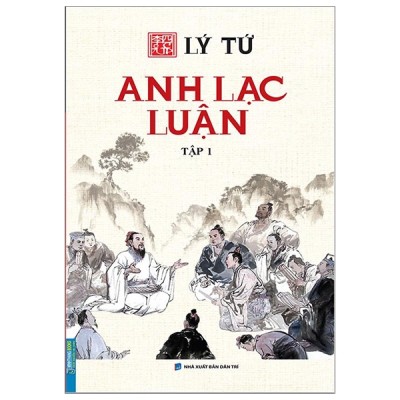 LÝ TỨ
ANH LẠC
LUẬN
TẬP 1
NHÀ XUẤT BẢN DÂN TRÍ